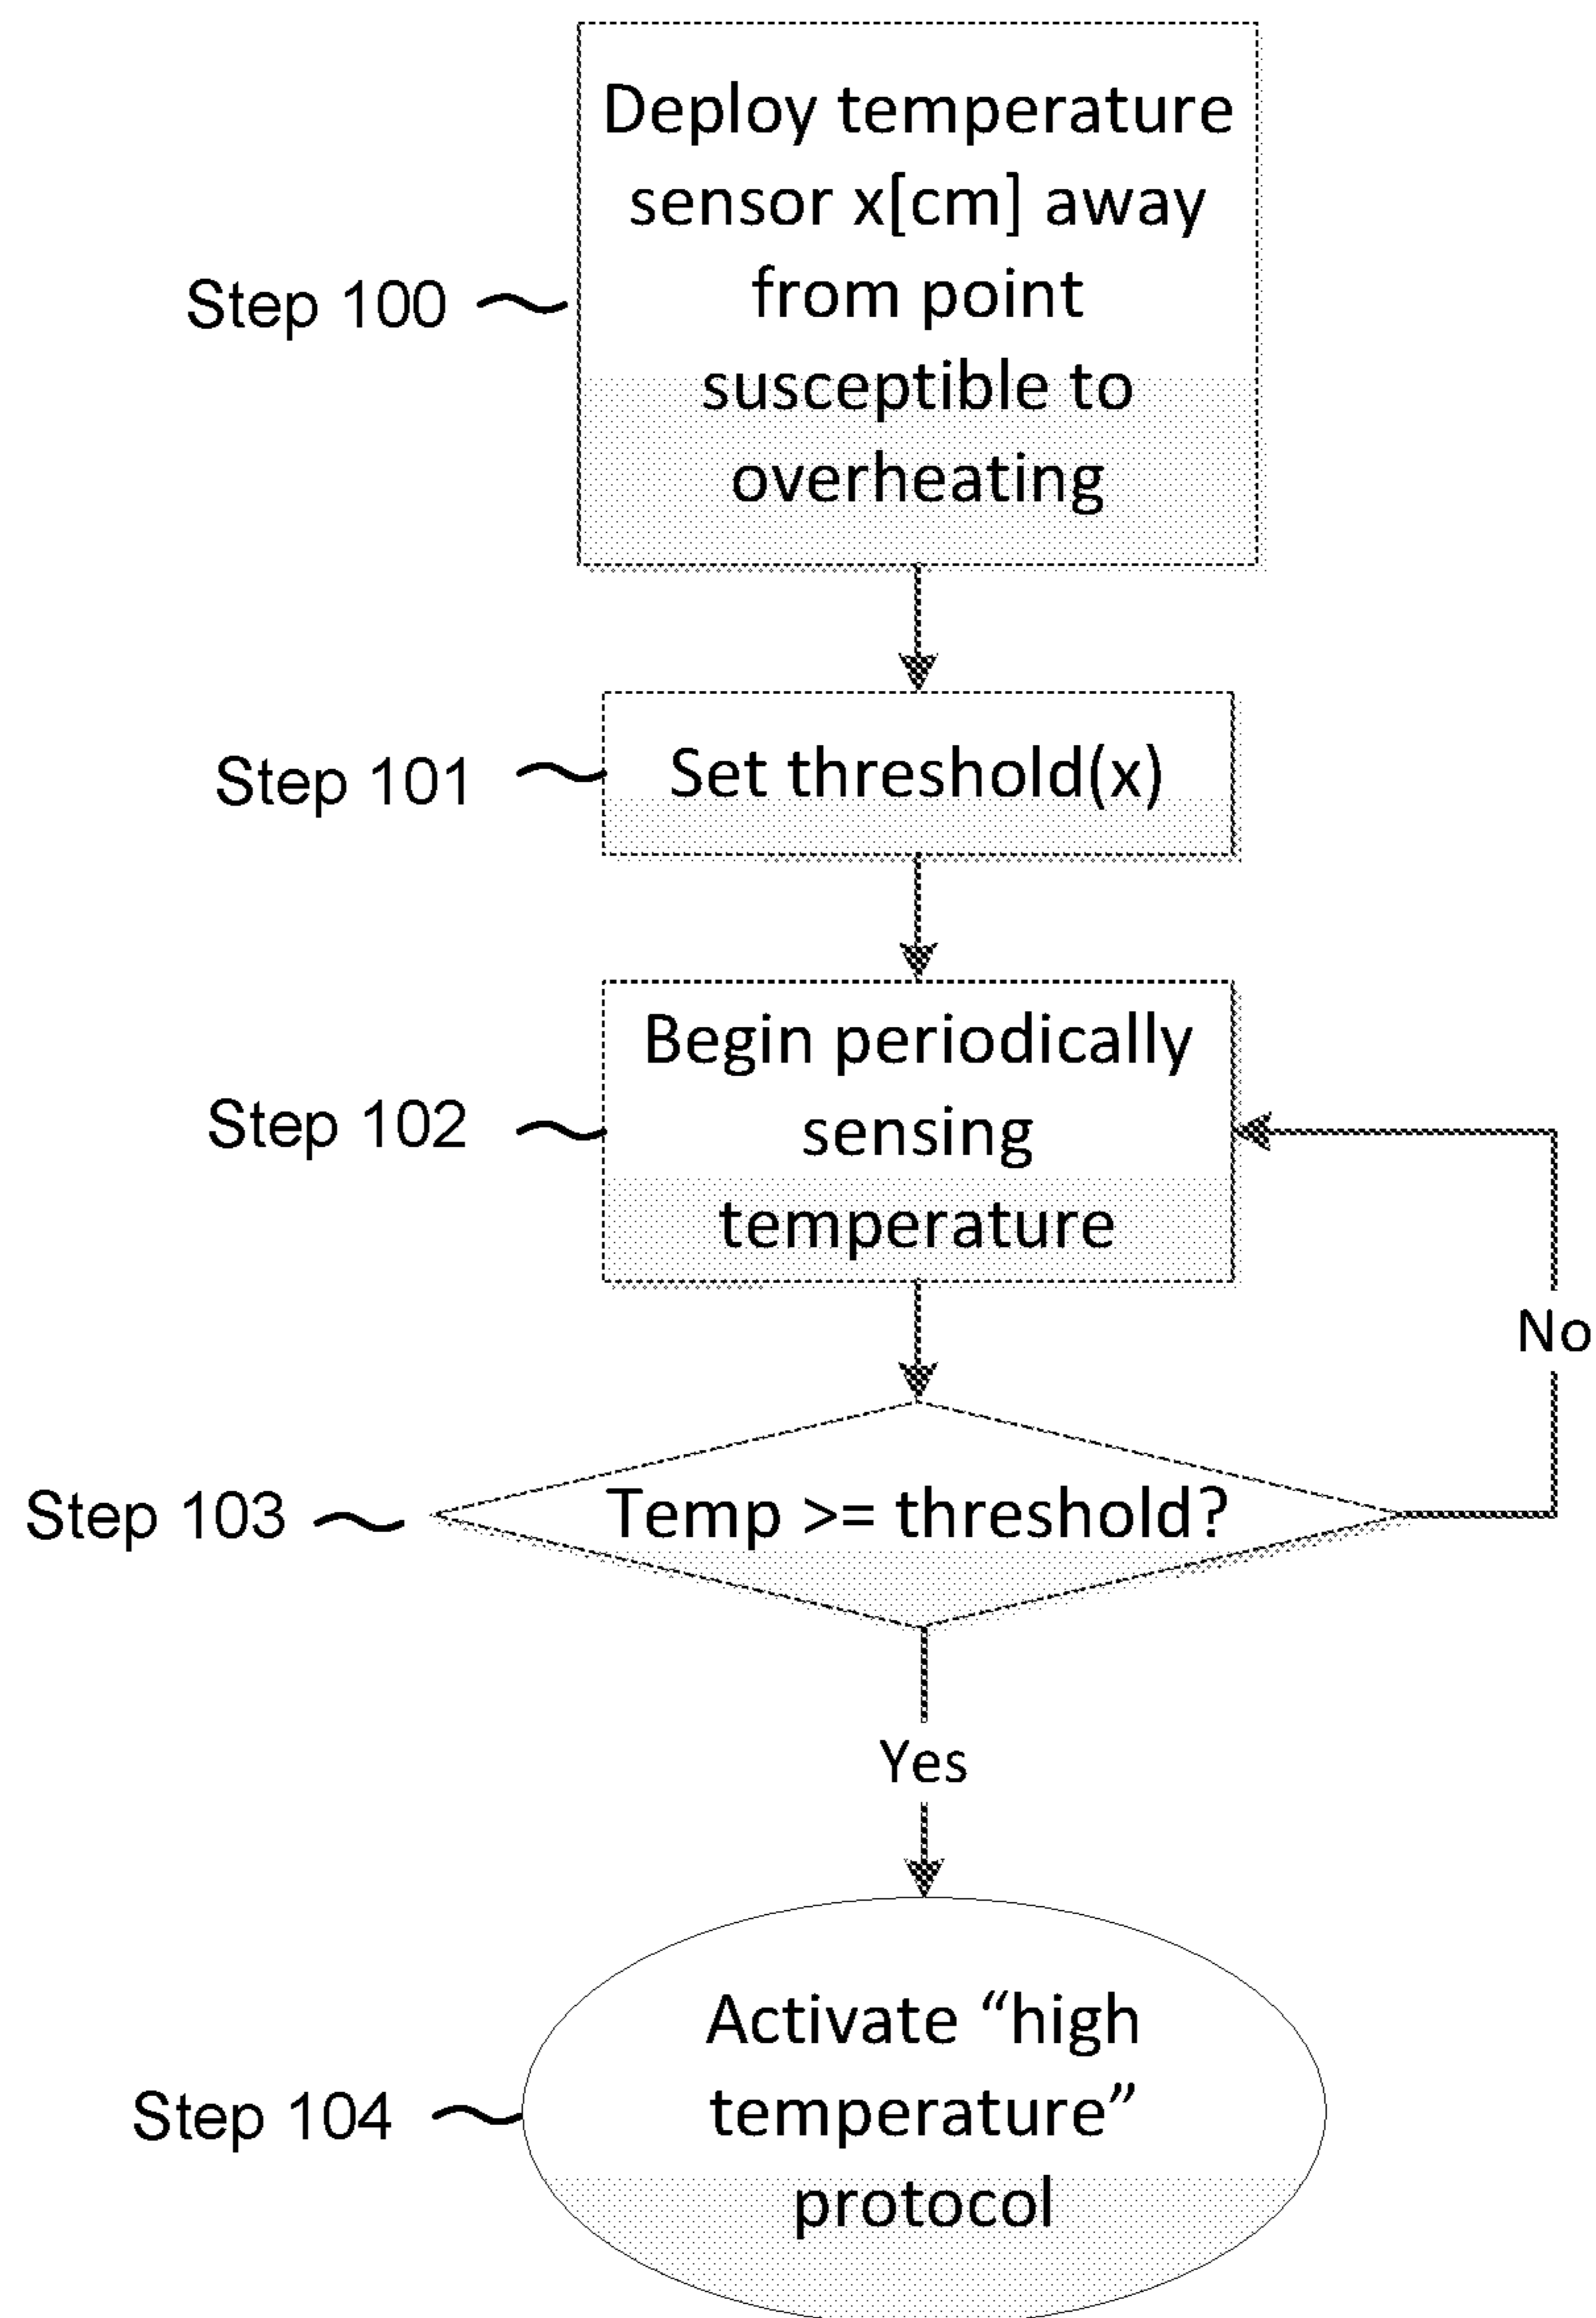 Deploy temperature
sensor x[cm] away
from point
susceptible to
overheating
Step 100
Set threshold(x)
Step 101
Begin periodically
sensing
temperature
Step 102
No
Temp >= threshold?
Step 103
Yes
Activate “high
temperature”
protocol
Step 104